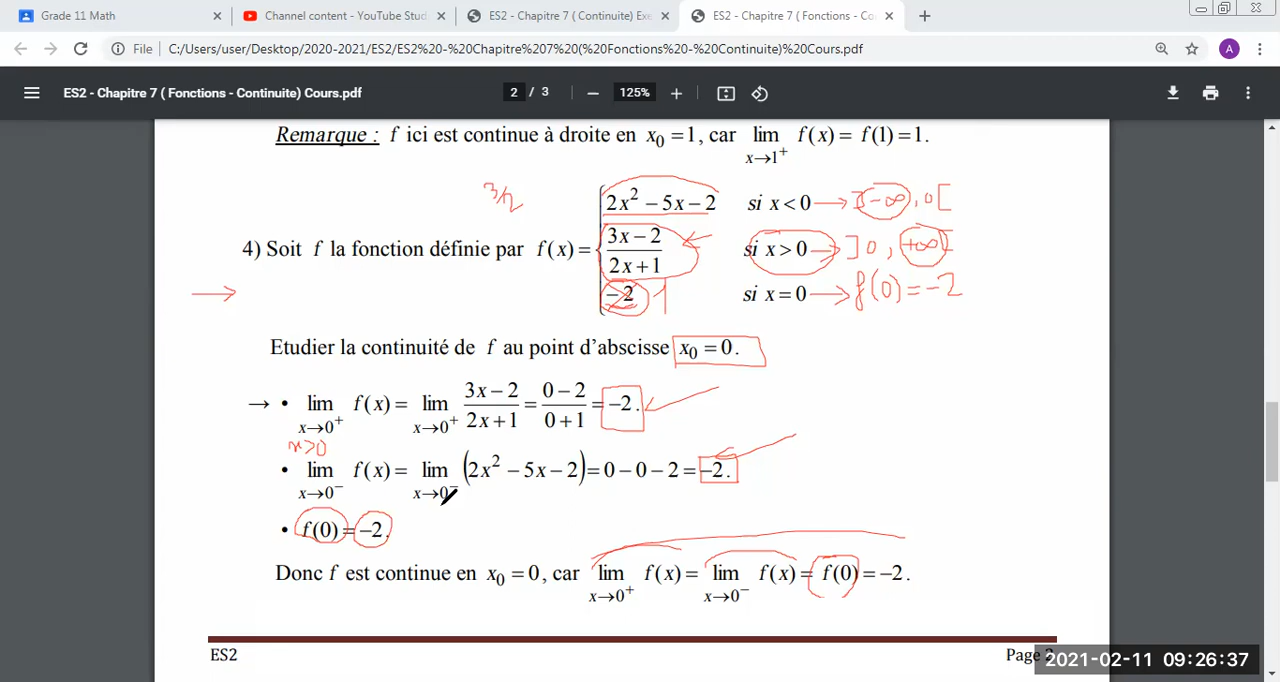 Grade 11 Math
Channel content - YouTube Stud
ES2 - Chapitre 7 ( Continuite) Exe
ES2 - Chapitre 7 ( Fonctions - Co
File
C:/Users/user/Desktop/2020-2021/ES2/ES2%20-%20Chapitre%207%20(%20Fonctions%20-%20Continuite)%20Cours.pdf
A
ES2 - Chapitre 7 ( Fonctions - Continuite) Cours.pdf
2 / 3
125%
Remarque : f ici est continue à droite en x₀ = 1, car lim x→1⁺ f(x) = f(1) = 1.
3/2
2x² − 5x − 2 si x < 0 → ]−∞, 0[
4) Soit f la fonction définie par f(x) = { (3x − 2)/(2x + 1) si x > 0 → ]0, +∞[
−2 1 si x = 0 → f(0) = −2
Etudier la continuité de f au point d’abscisse x₀ = 0.
→ • lim x→0⁺ f(x) = lim x→0⁺ (3x − 2)/(2x + 1) = (0 − 2)/(0 + 1) = −2.
x>0
• lim x→0⁻ f(x) = lim x→0⁻ (2x² − 5x − 2) = 0 − 0 − 2 = −2.
• f(0) = −2.
Donc f est continue en x₀ = 0, car lim x→0⁺ f(x) = lim x→0⁻ f(x) = f(0) = −2.
ES2
Page
2021-02-11 09:26:37